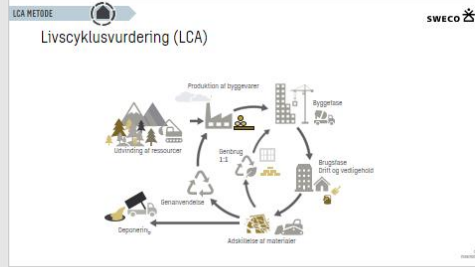 LCA METODE
SWECO
Livscyklusvurdering (LCA)
Produktion af byggevarer
Byggefase
Udvinding af ressourcer
Genbrug
1:1
Brugsfase
Drift og vedligehold
Genanvendelse
Deponering
Adskillelse af materialer